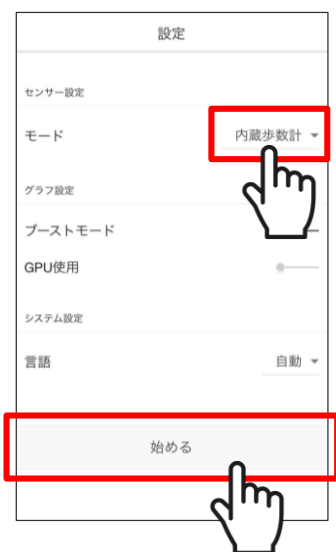 設定
センサー設定
モード 内蔵歩数計
グラフ設定
ブーストモード
GPU使用
システム設定
言語 自動
始める